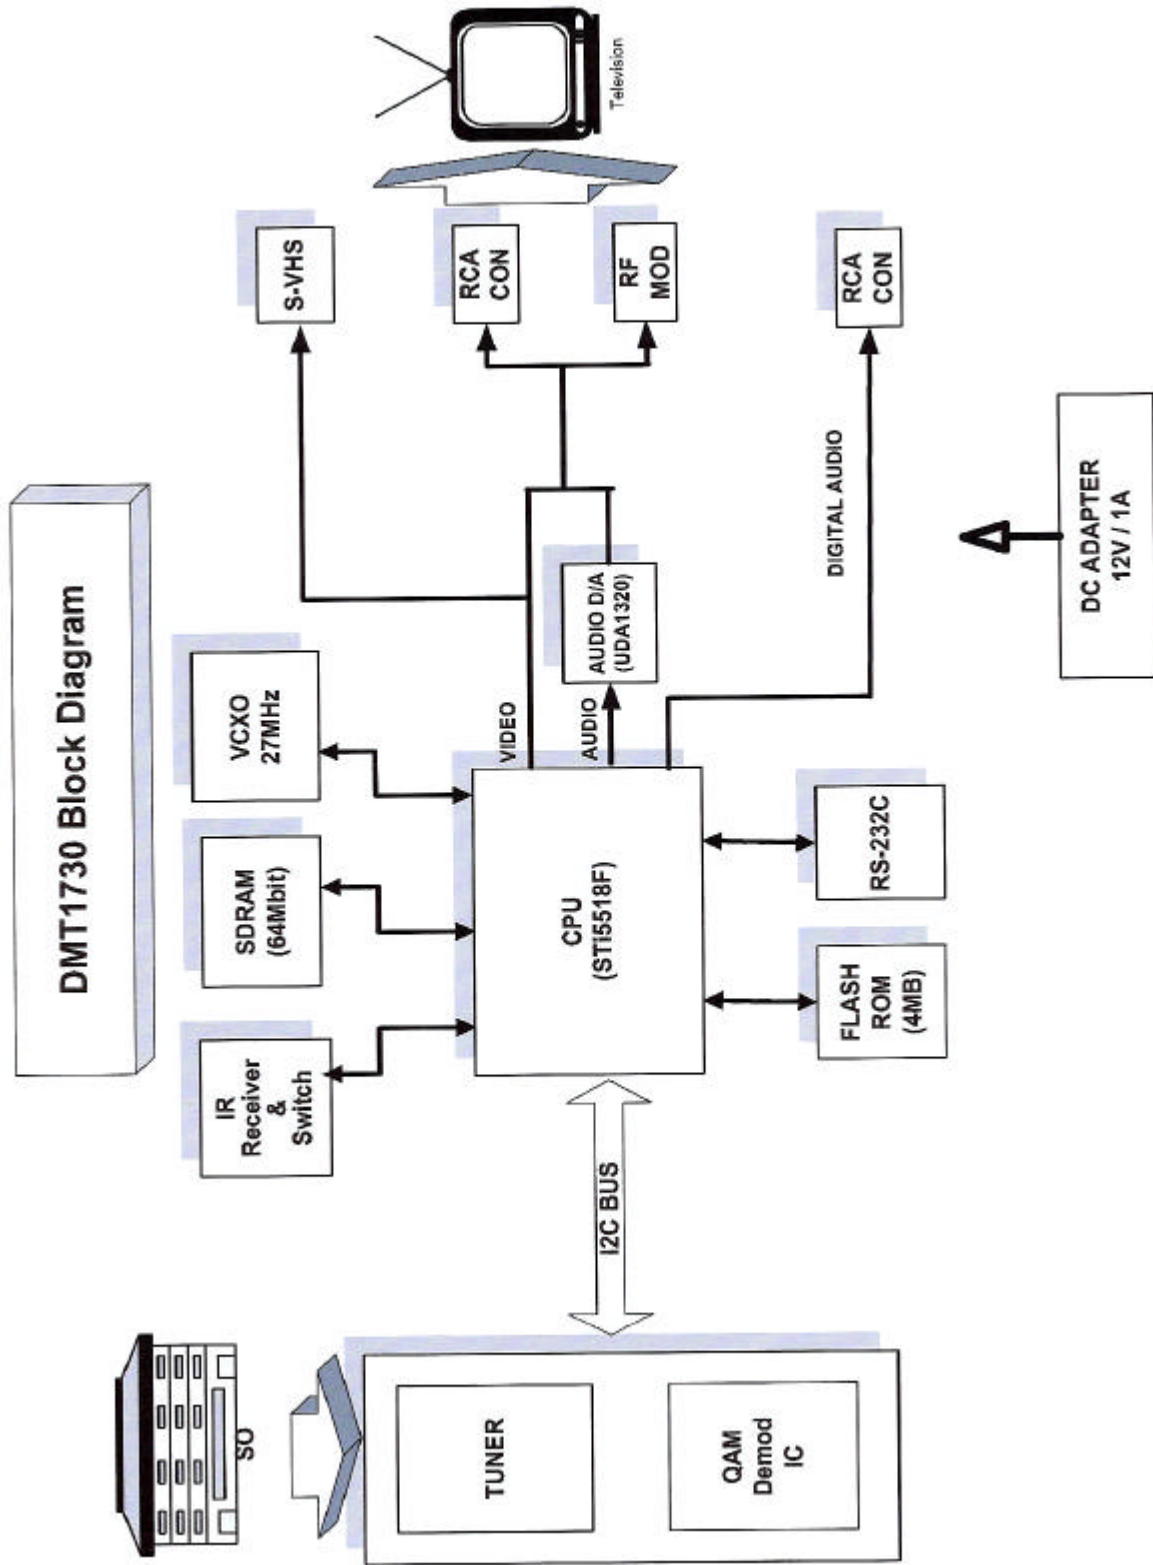 DMT1730 Block Diagram
SO
TUNER
QAM
Demod
IC
I2C BUS
IR
Receiver
&
Switch
SDRAM
(64Mbit)
VCXO
27MHz
CPU
(STi5518F)
FLASH
ROM
(4MB)
RS-232C
VIDEO
AUDIO
AUDIO D/A
(UDA1320)
DIGITAL AUDIO
S-VHS
RCA
CON
RF
MOD
RCA
CON
Television
DC ADAPTER
12V / 1A